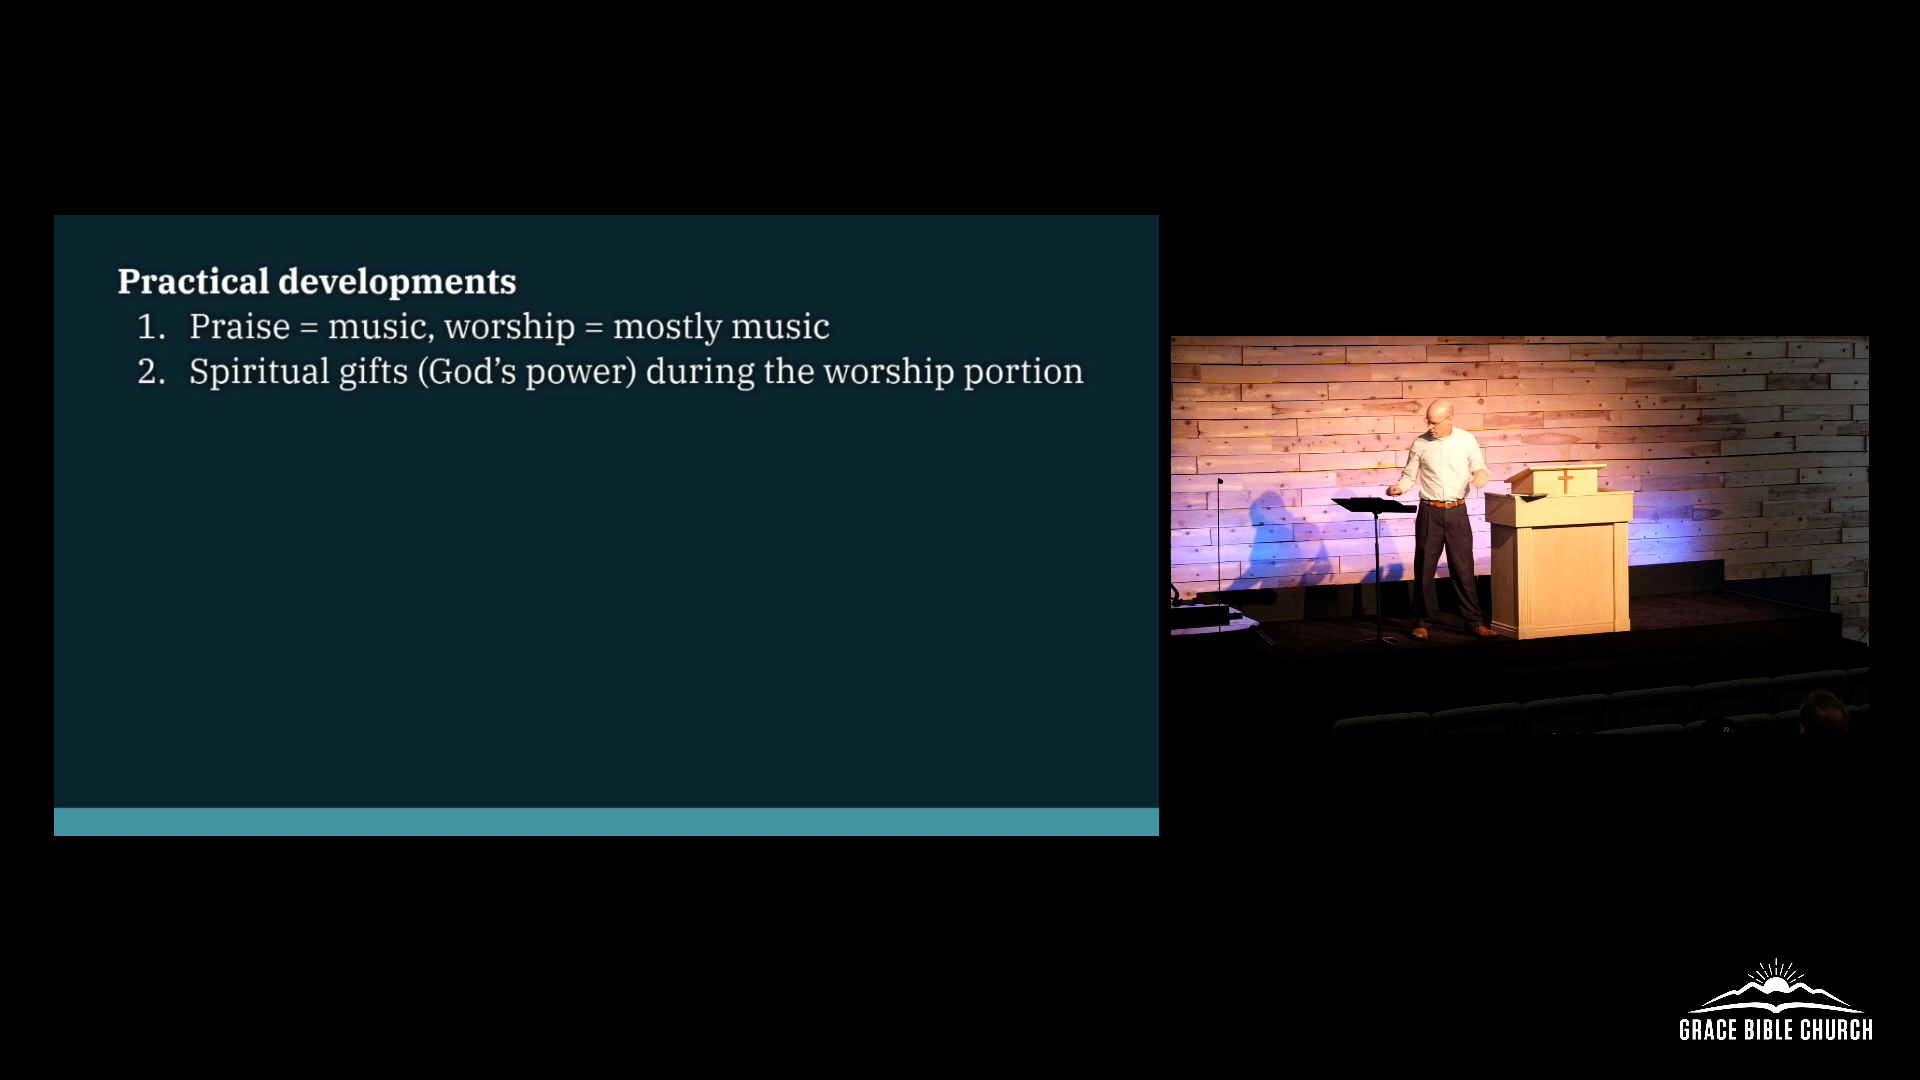 Practical developments
1. Praise = music, worship = mostly music
2. Spiritual gifts (God’s power) during the worship portion
GRACE BIBLE CHURCH